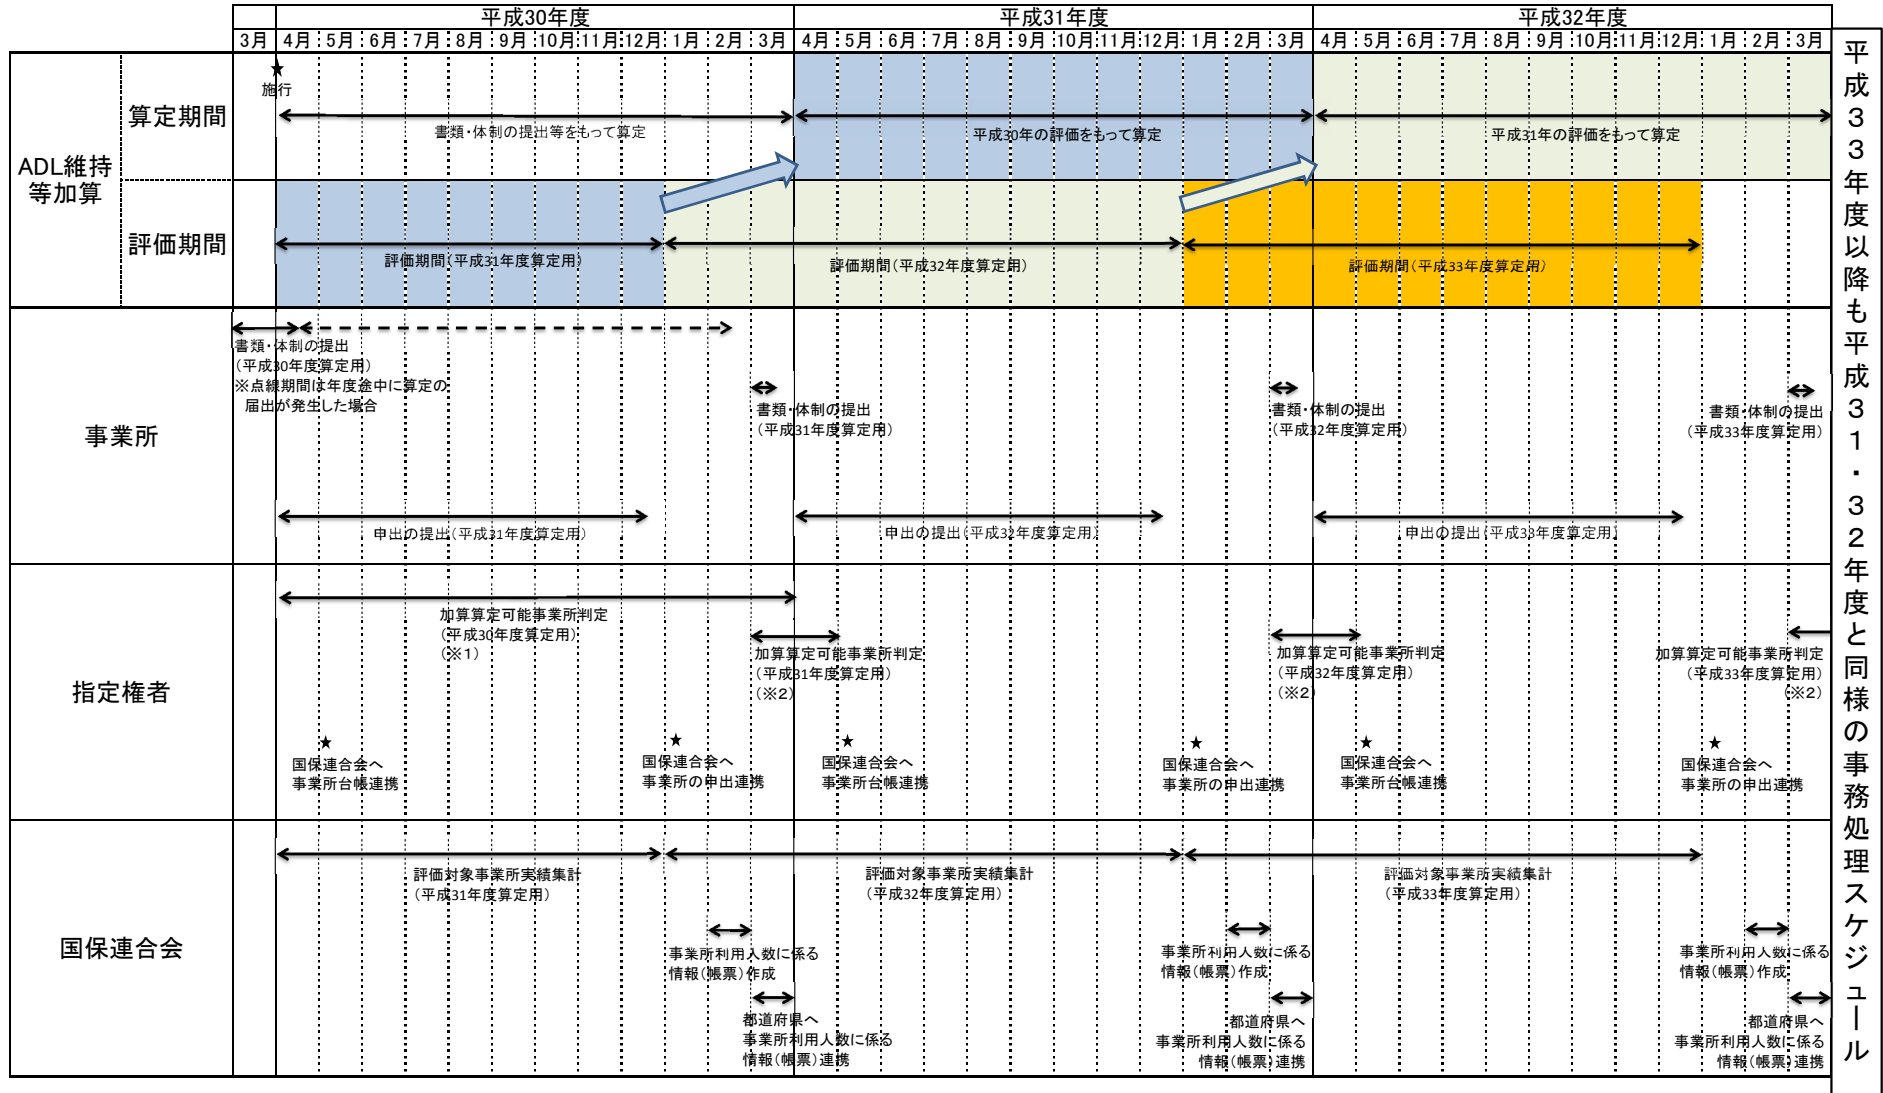 平成30年度
平成31年度
平成32年度
3月 4月 5月 6月 7月 8月 9月 10月 11月 12月 1月 2月 3月 4月 5月 6月 7月 8月 9月 10月 11月 12月 1月 2月 3月 4月 5月 6月 7月 8月 9月 10月 11月 12月 1月 2月 3月
ADL維持
等加算
算定期間
★
施行
書類・体制の提出等をもって算定
平成30年の評価をもって算定
平成31年の評価をもって算定
評価期間
評価期間(平成31年度算定用)
評価期間(平成32年度算定用)
評価期間(平成33年度算定用)
事業所
書類・体制の提出
(平成30年度算定用)
※点線期間は年度途中に算定の
届出が発生した場合
書類・体制の提出
(平成31年度算定用)
書類・体制の提出
(平成32年度算定用)
書類・体制の提出
(平成33年度算定用)
申出の提出(平成31年度算定用)
申出の提出(平成32年度算定用)
申出の提出(平成33年度算定用)
指定権者
加算算定可能事業所判定
(平成30年度算定用)
(※1)
加算算定可能事業所判定
(平成31年度算定用)
(※2)
加算算定可能事業所判定
(平成32年度算定用)
(※2)
加算算定可能事業所判定
(平成33年度算定用)
(※2)
★
国保連合会へ
事業所台帳連携
★
国保連合会へ
事業所の申出連携
★
国保連合会へ
事業所台帳連携
★
国保連合会へ
事業所の申出連携
★
国保連合会へ
事業所台帳連携
★
国保連合会へ
事業所の申出連携
国保連合会
評価対象事業所実績集計
(平成31年度算定用)
評価対象事業所実績集計
(平成32年度算定用)
評価対象事業所実績集計
(平成33年度算定用)
事業所利用人数に係る
情報(帳票)作成
事業所利用人数に係る
情報(帳票)作成
事業所利用人数に係る
情報(帳票)作成
都道府県へ
事業所利用人数に係る
情報(帳票)連携
都道府県へ
事業所利用人数に係る
情報(帳票)連携
都道府県へ
事業所利用人数に係る
情報(帳票)連携
平成33年度以降も平成31・32年度と同様の事務処理スケジュール